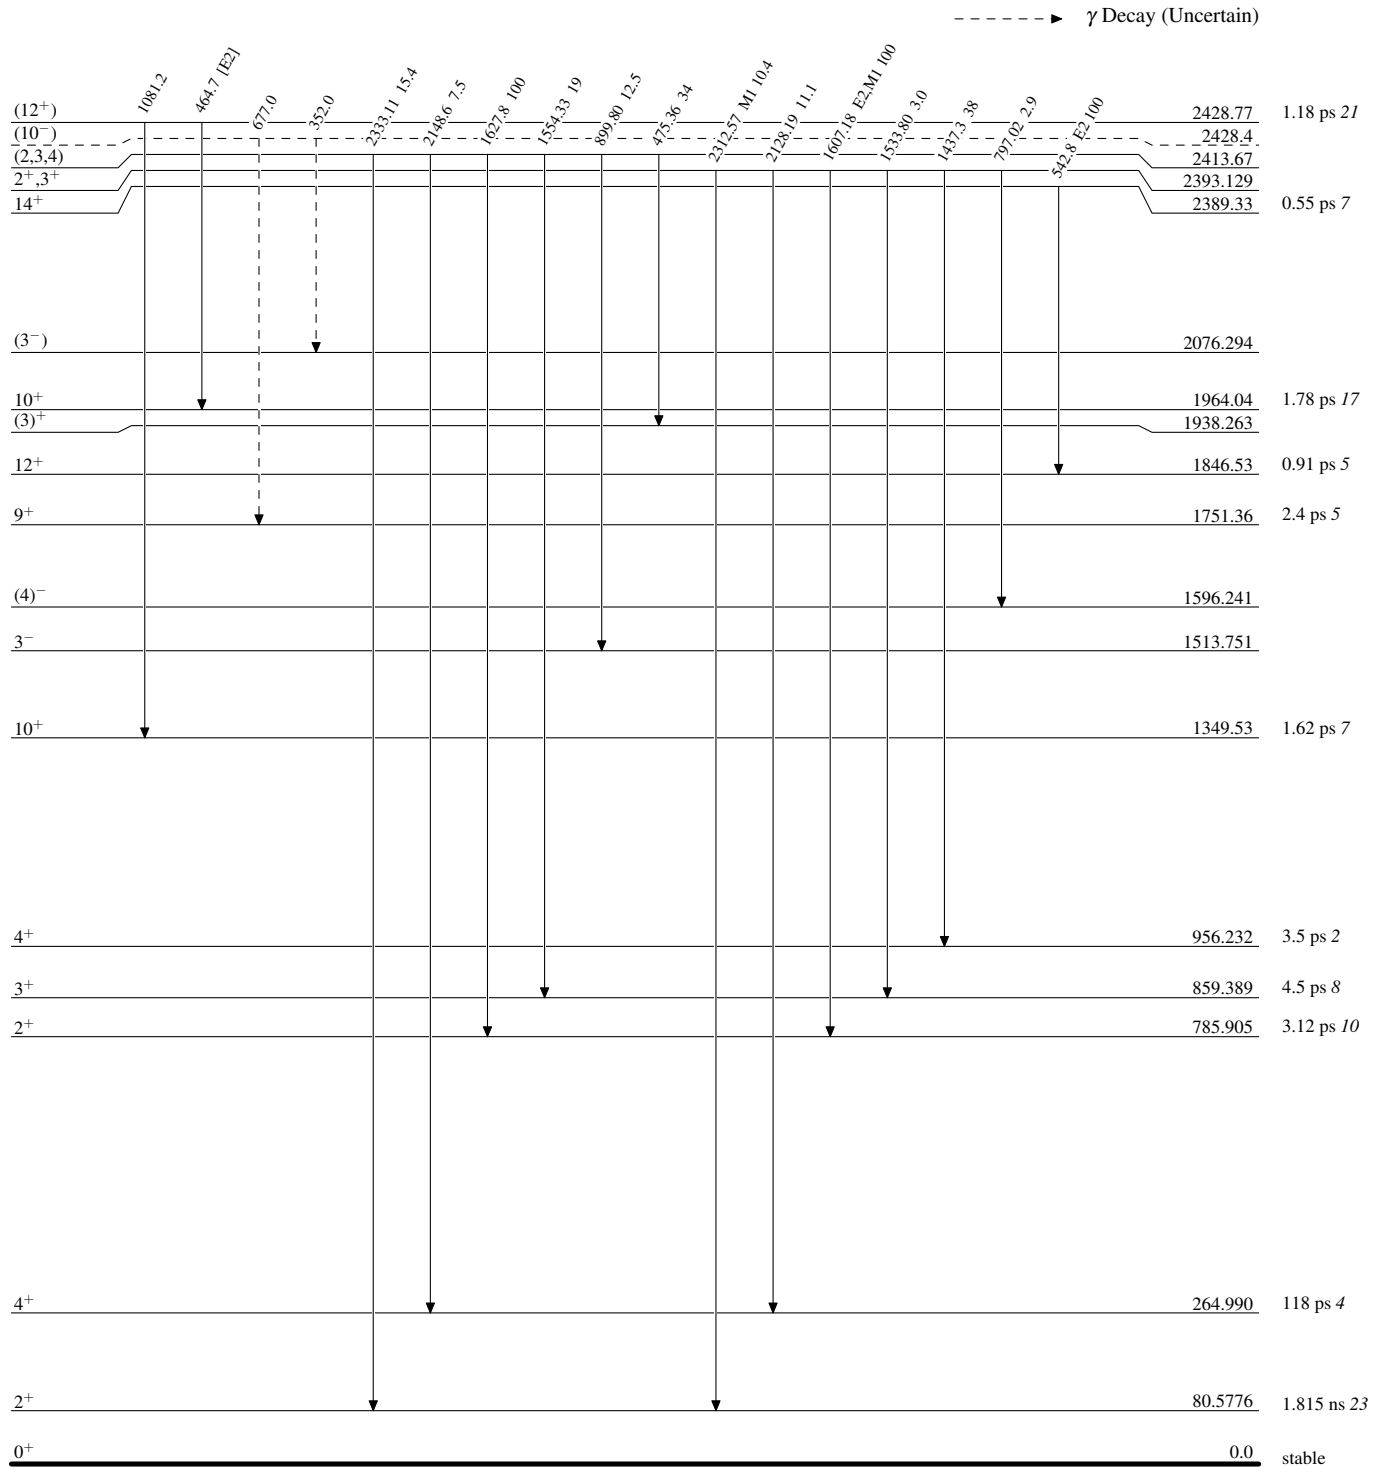 γ Decay (Uncertain)
1081.2
464.7 [E2]
677.0
352.0
2333.11 15.4
2148.6 7.5
1627.8 100
1554.33 19
899.80 12.5
475.36 34
2312.57 M1 10.4
2128.19 11.1
1607.18 E2,M1 100
1533.80 3.0
1437.3 38
797.02 2.9
542.8 E2 100
(12⁺) 2428.77 1.18 ps 21
(10⁻) 2428.4
(2,3,4) 2413.67
2⁺,3⁺ 2393.129
14⁺ 2389.33 0.55 ps 7
(3⁻) 2076.294
10⁺ 1964.04 1.78 ps 17
(3)⁺ 1938.263
12⁺ 1846.53 0.91 ps 5
9⁺ 1751.36 2.4 ps 5
(4)⁻ 1596.241
3⁻ 1513.751
10⁺ 1349.53 1.62 ps 7
4⁺ 956.232 3.5 ps 2
3⁺ 859.389 4.5 ps 8
2⁺ 785.905 3.12 ps 10
4⁺ 264.990 118 ps 4
2⁺ 80.5776 1.815 ns 23
0⁺ 0.0 stable